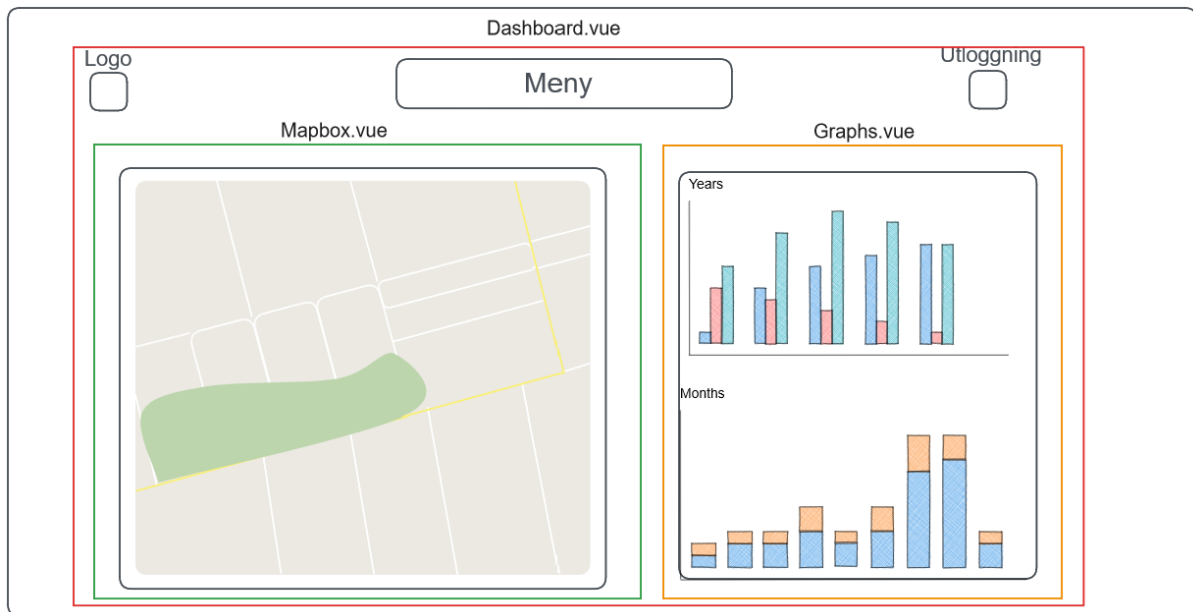 Dashboard.vue
Logo
Meny
Utloggning
Mapbox.vue
Graphs.vue
Years
Months